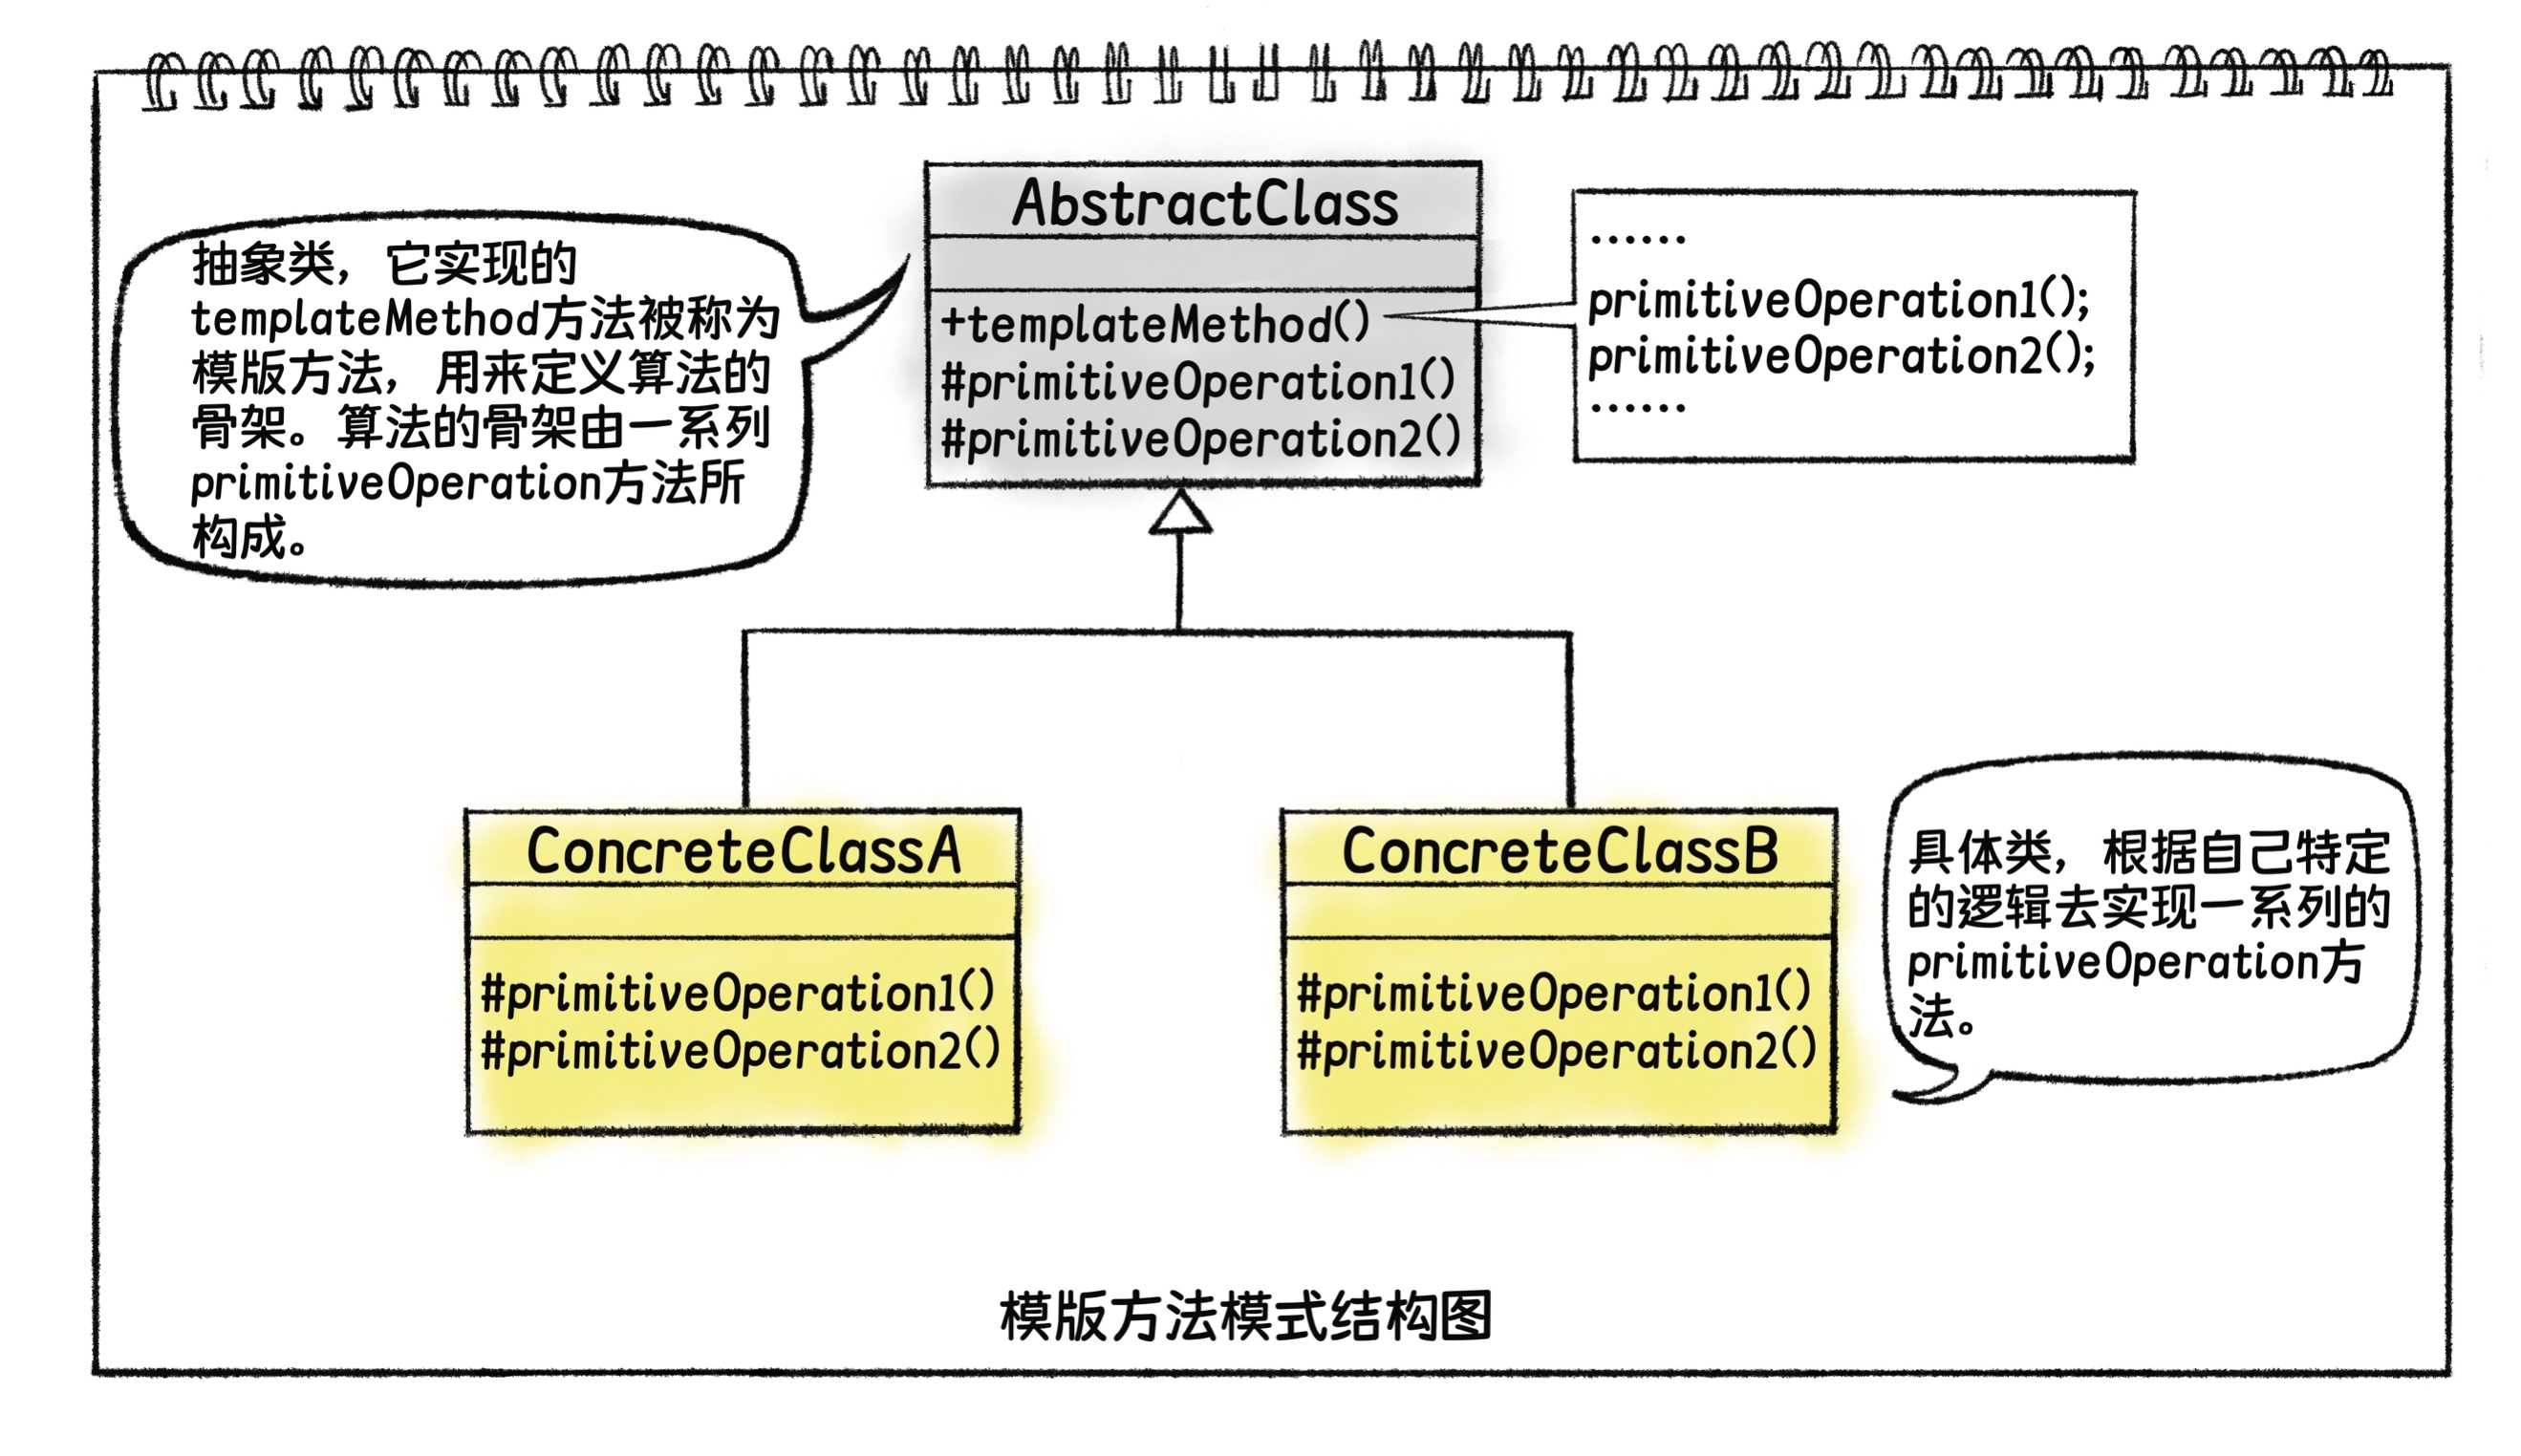 AbstractClass
+templateMethod()
#primitiveOperation1()
#primitiveOperation2()
抽象类，它实现的
templateMethod方法被称为
模版方法，用来定义算法的
骨架。算法的骨架由一系列
primitiveOperation方法所
构成。
......
primitiveOperation1();
primitiveOperation2();
......
ConcreteClassA
#primitiveOperation1()
#primitiveOperation2()
ConcreteClassB
#primitiveOperation1()
#primitiveOperation2()
具体类，根据自己特定
的逻辑去实现一系列的
primitiveOperation方
法。
模版方法模式结构图